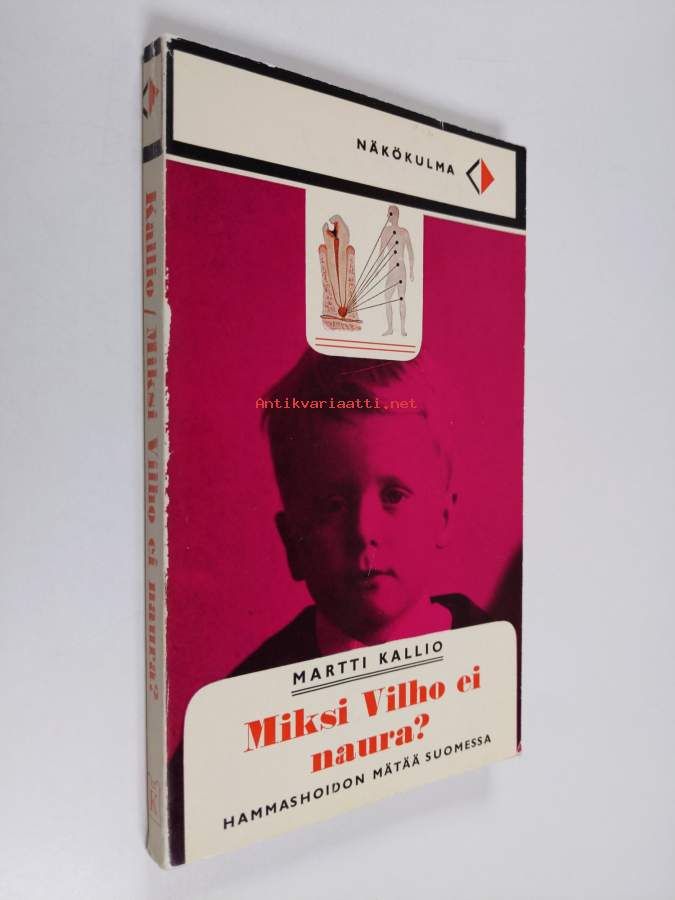 NÄKÖKULMA
Antikvariaatti.net
MARTTI KALLIO
Miksi Vilho ei
naura?
HAMMASHOIDON MÄTÄÄ SUOMESSA
Kallio / Miksi Vilho ei naura?
K